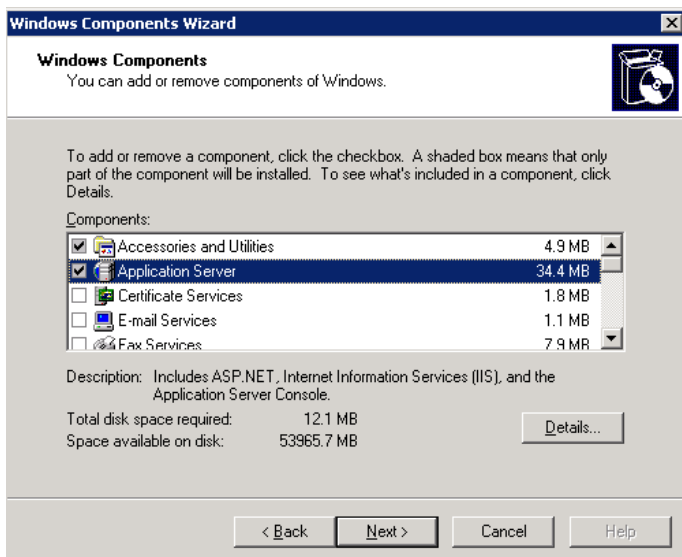 Windows Components Wizard
Windows Components
You can add or remove components of Windows.
To add or remove a component, click the checkbox. A shaded box means that only
part of the component will be installed. To see what's included in a component, click
Details.
Components:
Accessories and Utilities 4.9 MB
Application Server 34.4 MB
Certificate Services 1.8 MB
E-mail Services 1.1 MB
Fax Services 7.9 MB
Description: Includes ASP.NET, Internet Information Services (IIS), and the
Application Server Console.
Total disk space required: 12.1 MB
Space available on disk: 53965.7 MB
Details...
< Back Next > Cancel Help